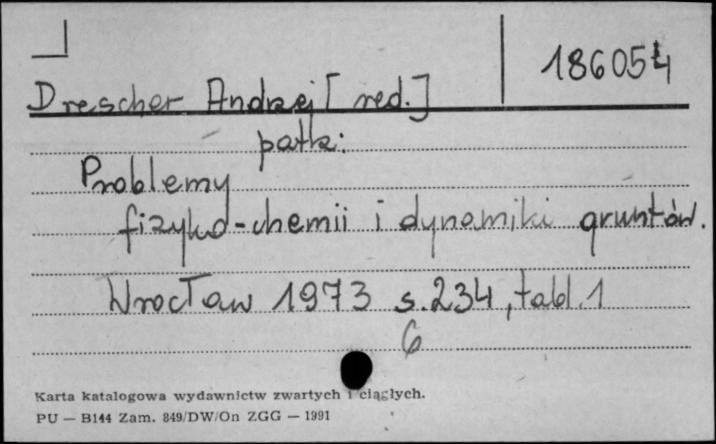 186054
Drescher Andrzej [red.]
patrz:
Problemy
fizyko-chemii i dynamiki gruntów.
Wrocław 1973 s. 234, tabl. 1
6
Karta katalogowa wydawnictw zwartych i ciągłych.
PU — B144 Zam. 849/DW/On ZGG — 1991